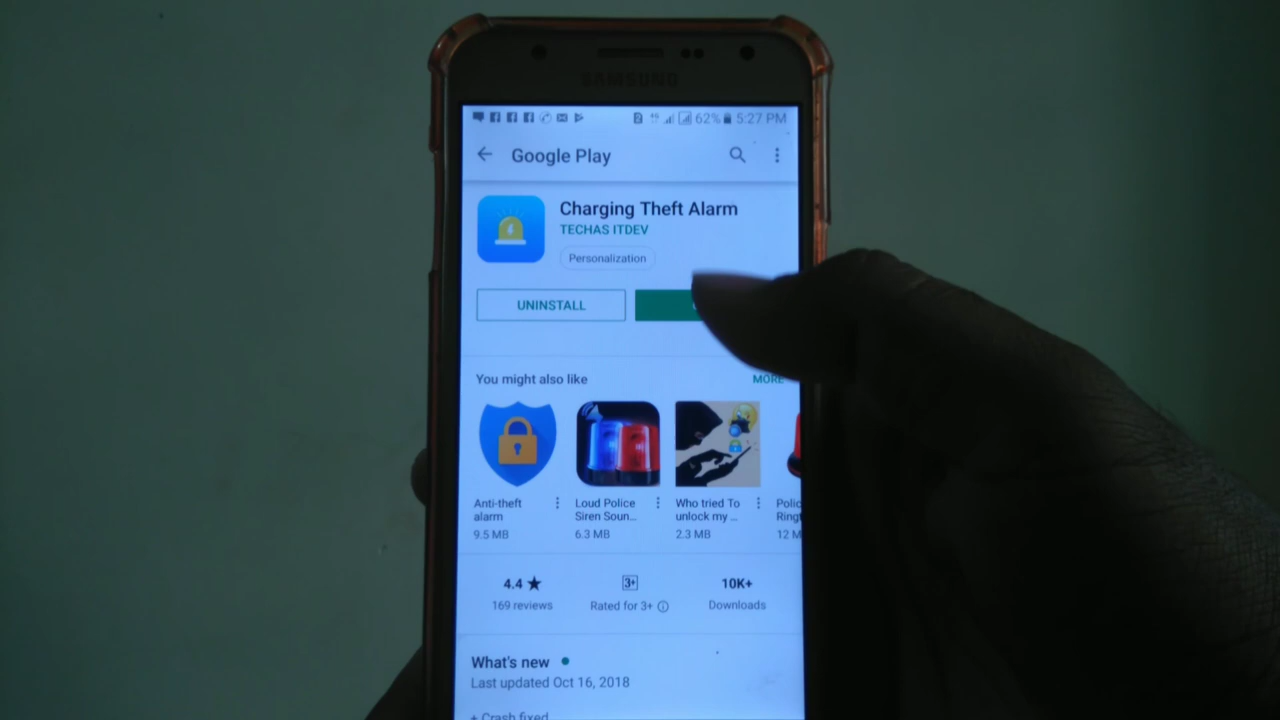 SAMSUNG
4G 62% 5:27 PM
Google Play
Charging Theft Alarm
TECHAS ITDEV
Personalization
UNINSTALL
You might also like
MORE
Anti-theft alarm
9.5 MB
Loud Police Siren Soun...
6.3 MB
Who tried To unlock my ...
2.3 MB
Polic
Ringt
12 M
4.4 ★
169 reviews
3+
Rated for 3+
10K+
Downloads
What's new
Last updated Oct 16, 2018
+ Crash fixed